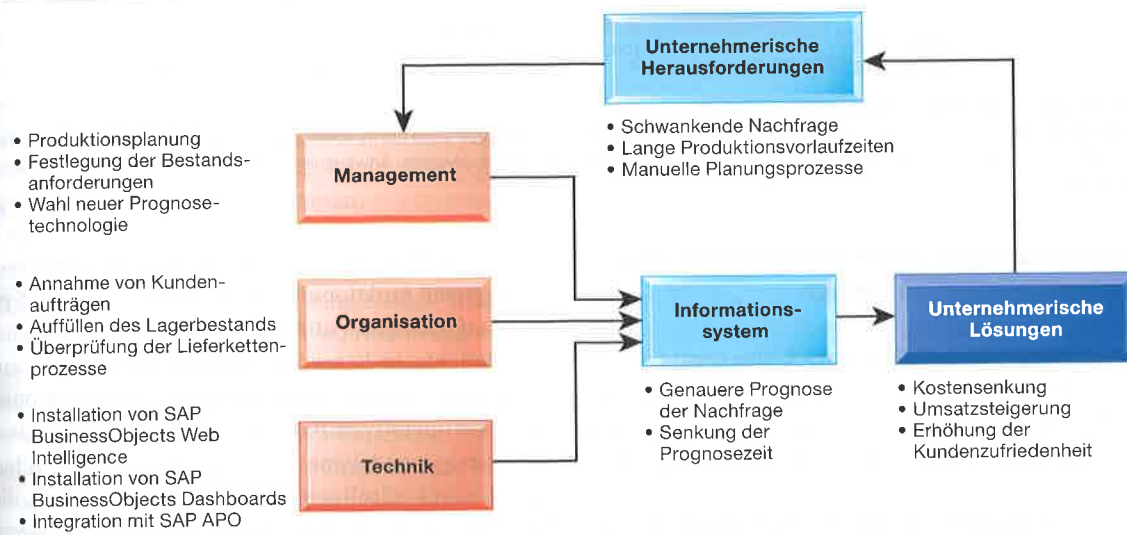 Unternehmerische
Herausforderungen
• Schwankende Nachfrage
• Lange Produktionsvorlaufzeiten
• Manuelle Planungsprozesse
• Produktionsplanung
• Festlegung der Bestands-
anforderungen
• Wahl neuer Prognose-
technologie
Management
• Annahme von Kunden-
aufträgen
• Auffüllen des Lagerbestands
• Überprüfung der Lieferketten-
prozesse
Organisation
• Installation von SAP
BusinessObjects Web
Intelligence
• Installation von SAP
BusinessObjects Dashboards
• Integration mit SAP APO
Technik
Informations-
system
• Genauere Prognose
der Nachfrage
• Senkung der
Prognosezeit
Unternehmerische
Lösungen
• Kostensenkung
• Umsatzsteigerung
• Erhöhung der
Kundenzufriedenheit